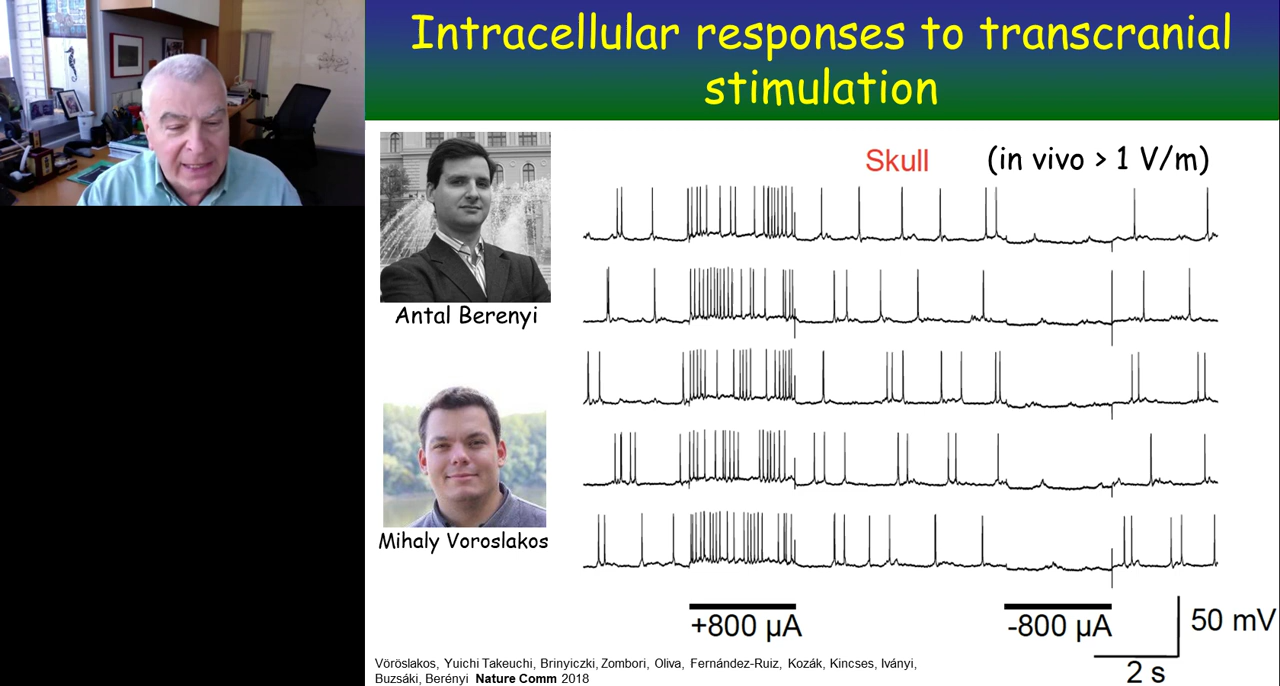 Intracellular responses to transcranial
stimulation
Skull (in vivo > 1 V/m)
Antal Berenyi
Mihaly Voroslakos
+800 µA
-800 µA
50 mV
2 s
Vöröslakos, Yuichi Takeuchi, Brinyiczki, Zombori, Oliva, Fernández-Ruiz, Kozák, Kincses, Iványi,
Buzsáki, Berényi Nature Comm 2018